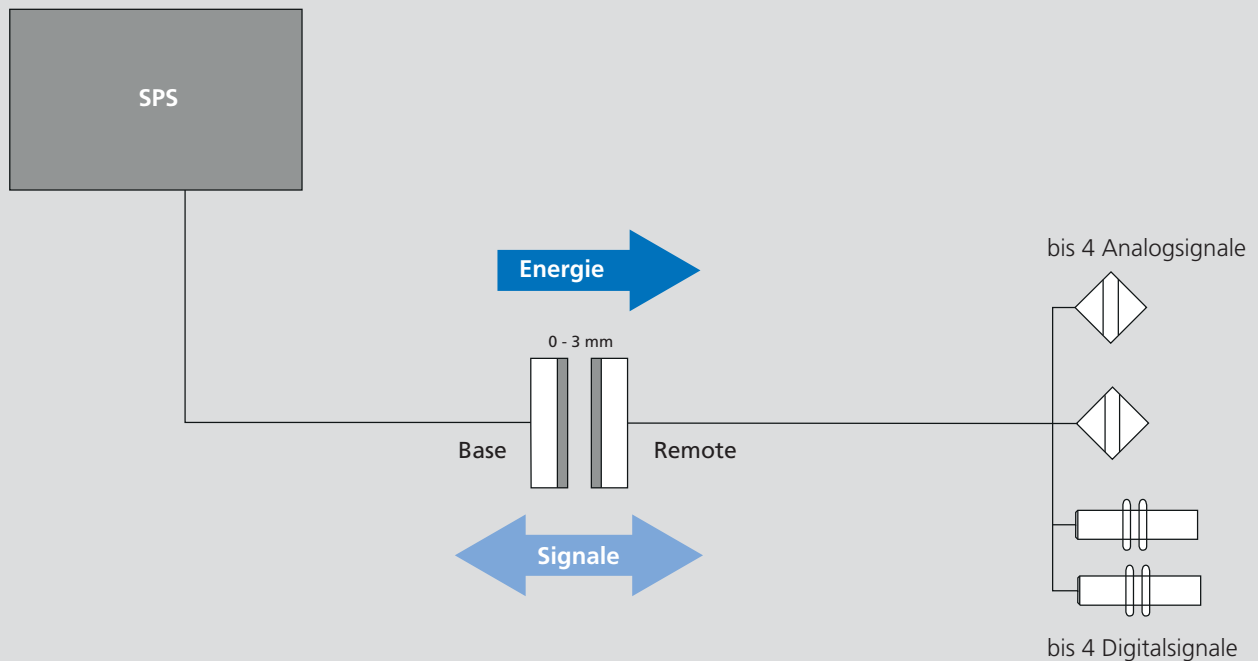 SPS
bis 4 Analogsignale
Energie
0 - 3 mm
Base
Remote
Signale
bis 4 Digitalsignale